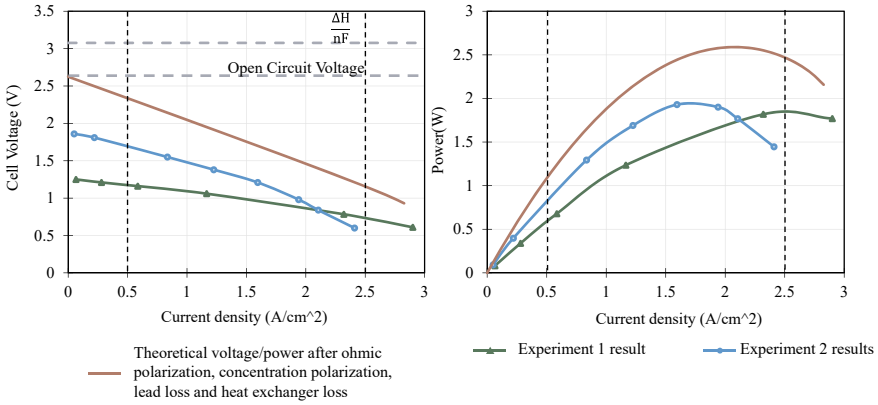 3.5
3
2.5
2
1.5
1
0.5
0
Cell Voltage (V)
ΔH
nF
Open Circuit Voltage
0 0.5 1 1.5 2 2.5 3
Current density (A/cm^2)
3
2.5
2
1.5
1
0.5
0
Power(W)
0 0.5 1 1.5 2 2.5 3
Current density (A/cm^2)
Theoretical voltage/power after ohmic
polarization, concentration polarization,
lead loss and heat exchanger loss
Experiment 1 result
Experiment 2 results